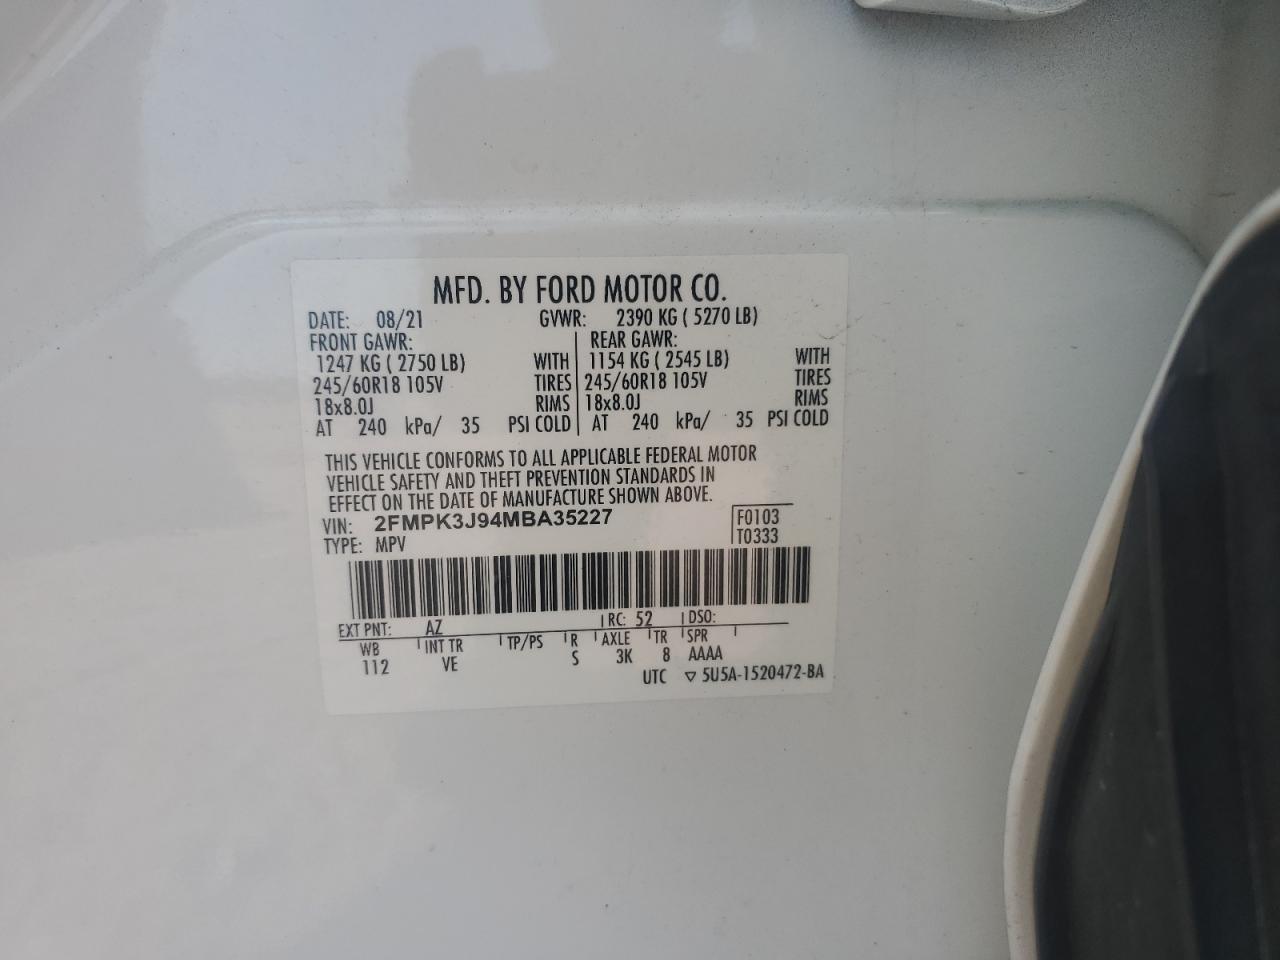 MFD. BY FORD MOTOR CO.
DATE: 08/21 GVWR: 2390 KG ( 5270 LB)
FRONT GAWR: REAR GAWR:
1247 KG ( 2750 LB) WITH 1154 KG ( 2545 LB) WITH
245/60R18 105V TIRES 245/60R18 105V TIRES
18x8.0J RIMS 18x8.0J RIMS
AT 240 kPa/ 35 PSI COLD AT 240 kPa/ 35 PSI COLD
THIS VEHICLE CONFORMS TO ALL APPLICABLE FEDERAL MOTOR
VEHICLE SAFETY AND THEFT PREVENTION STANDARDS IN
EFFECT ON THE DATE OF MANUFACTURE SHOWN ABOVE.
VIN: 2FMPK3J94MBA35227 F0103
TYPE: MPV T0333
EXT PNT: AZ RC: 52 DSO:
WB INT TR TP/PS R AXLE TR SPR
112 VE S 3K 8 AAAA
UTC ▽ 5U5A-1520472-BA